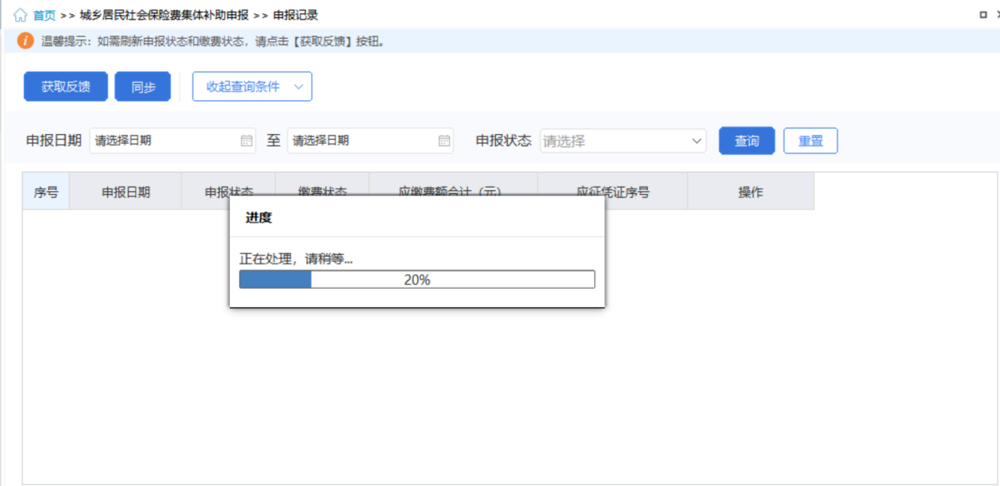 首页 >> 城乡居民社会保险费集体补助申报 >> 申报记录
温馨提示：如需刷新申报状态和缴费状态，请点击【获取反馈】按钮。
获取反馈 同步 收起查询条件
申报日期 请选择日期 至 请选择日期 申报状态 请选择 查询 重置
序号 申报日期 申报状态 缴费状态 应缴费额合计（元） 应征凭证序号 操作
进度
正在处理，请稍等...
20%